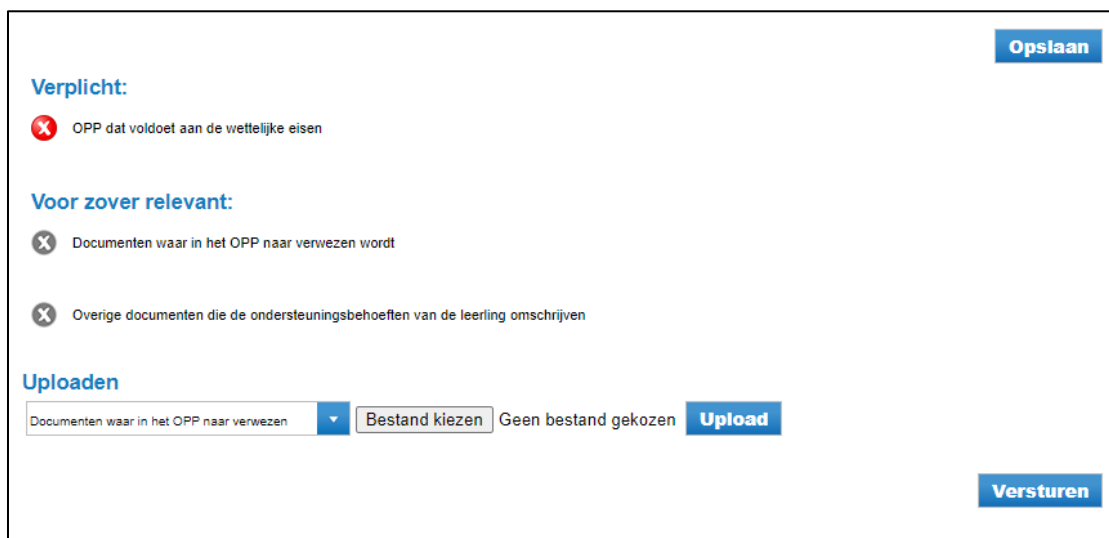 Opslaan
Verplicht:
OPP dat voldoet aan de wettelijke eisen
Voor zover relevant:
Documenten waar in het OPP naar verwezen wordt
Overige documenten die de ondersteuningsbehoeften van de leerling omschrijven
Uploaden
Documenten waar in het OPP naar verwezen Bestand kiezen Geen bestand gekozen Upload
Versturen